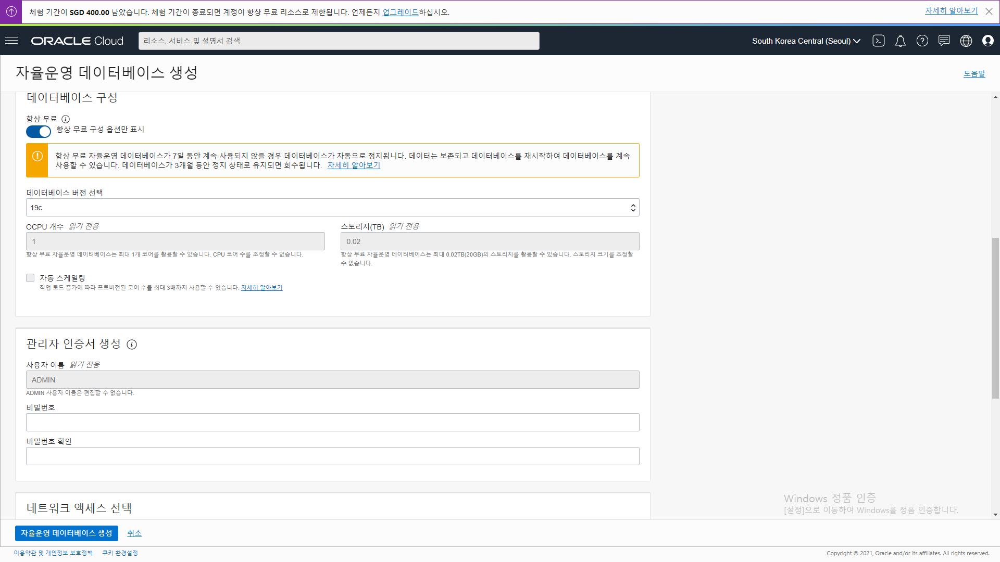 체험 기간이 SGD 400.00 남았습니다. 체험 기간이 종료되면 계정이 항상 무료 리소스로 제한됩니다. 언제든지 업그레이드하십시오.
자세히 알아보기
ORACLE Cloud
리소스, 서비스 및 설명서 검색
South Korea Central (Seoul)
자율운영 데이터베이스 생성
도움말
데이터베이스 구성
항상 무료
항상 무료 구성 옵션만 표시
항상 무료 자율운영 데이터베이스가 7일 동안 계속 사용되지 않을 경우 데이터베이스가 자동으로 정지됩니다. 데이터는 보존되고 데이터베이스를 재시작하여 데이터베이스를 계속
사용할 수 있습니다. 데이터베이스가 3개월 동안 정지 상태로 유지되면 회수됩니다. 자세히 알아보기
데이터베이스 버전 선택
19c
OCPU 개수 읽기 전용
1
항상 무료 자율운영 데이터베이스는 최대 1개 코어를 활용할 수 있습니다. CPU 코어 수를 조정할 수 없습니다.
스토리지(TB) 읽기 전용
0.02
항상 무료 자율운영 데이터베이스는 최대 0.02TB(20GB)의 스토리지를 활용할 수 있습니다. 스토리지 크기를 조정할
수 없습니다.
자동 스케일링
작업 로드 증가에 따라 프로비전된 코어 수를 최대 3배까지 사용할 수 있습니다. 자세히 알아보기
관리자 인증서 생성
사용자 이름 읽기 전용
ADMIN
ADMIN 사용자 이름은 편집할 수 없습니다.
비밀번호
비밀번호 확인
네트워크 액세스 선택
Windows 정품 인증
[설정]으로 이동하여 Windows를 정품 인증합니다.
자율운영 데이터베이스 생성
취소
이용약관 및 개인정보 보호정책
쿠키 환경설정
Copyright © 2021, Oracle and/or its affiliates. All rights reserved.